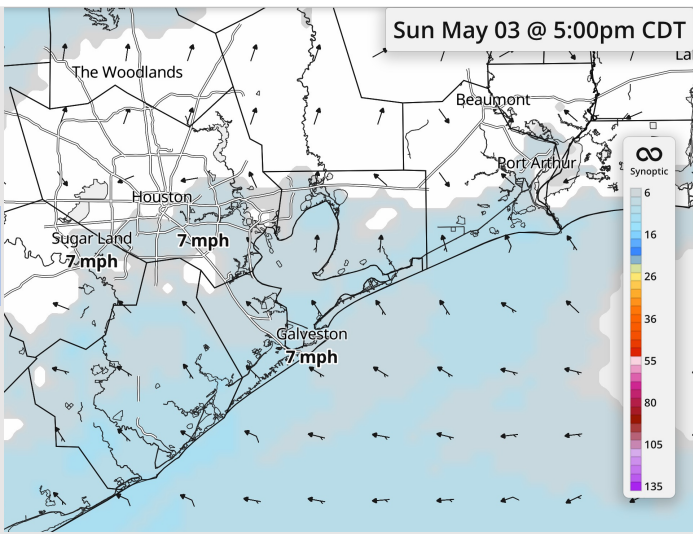 Sun May 03 @ 5:00pm CDT
The Woodlands
La
Beaumont
Port Arthur
Houston
Sugar Land
7 mph
7 mph
Galveston
7 mph
Synoptic
6
16
26
36
55
80
105
135